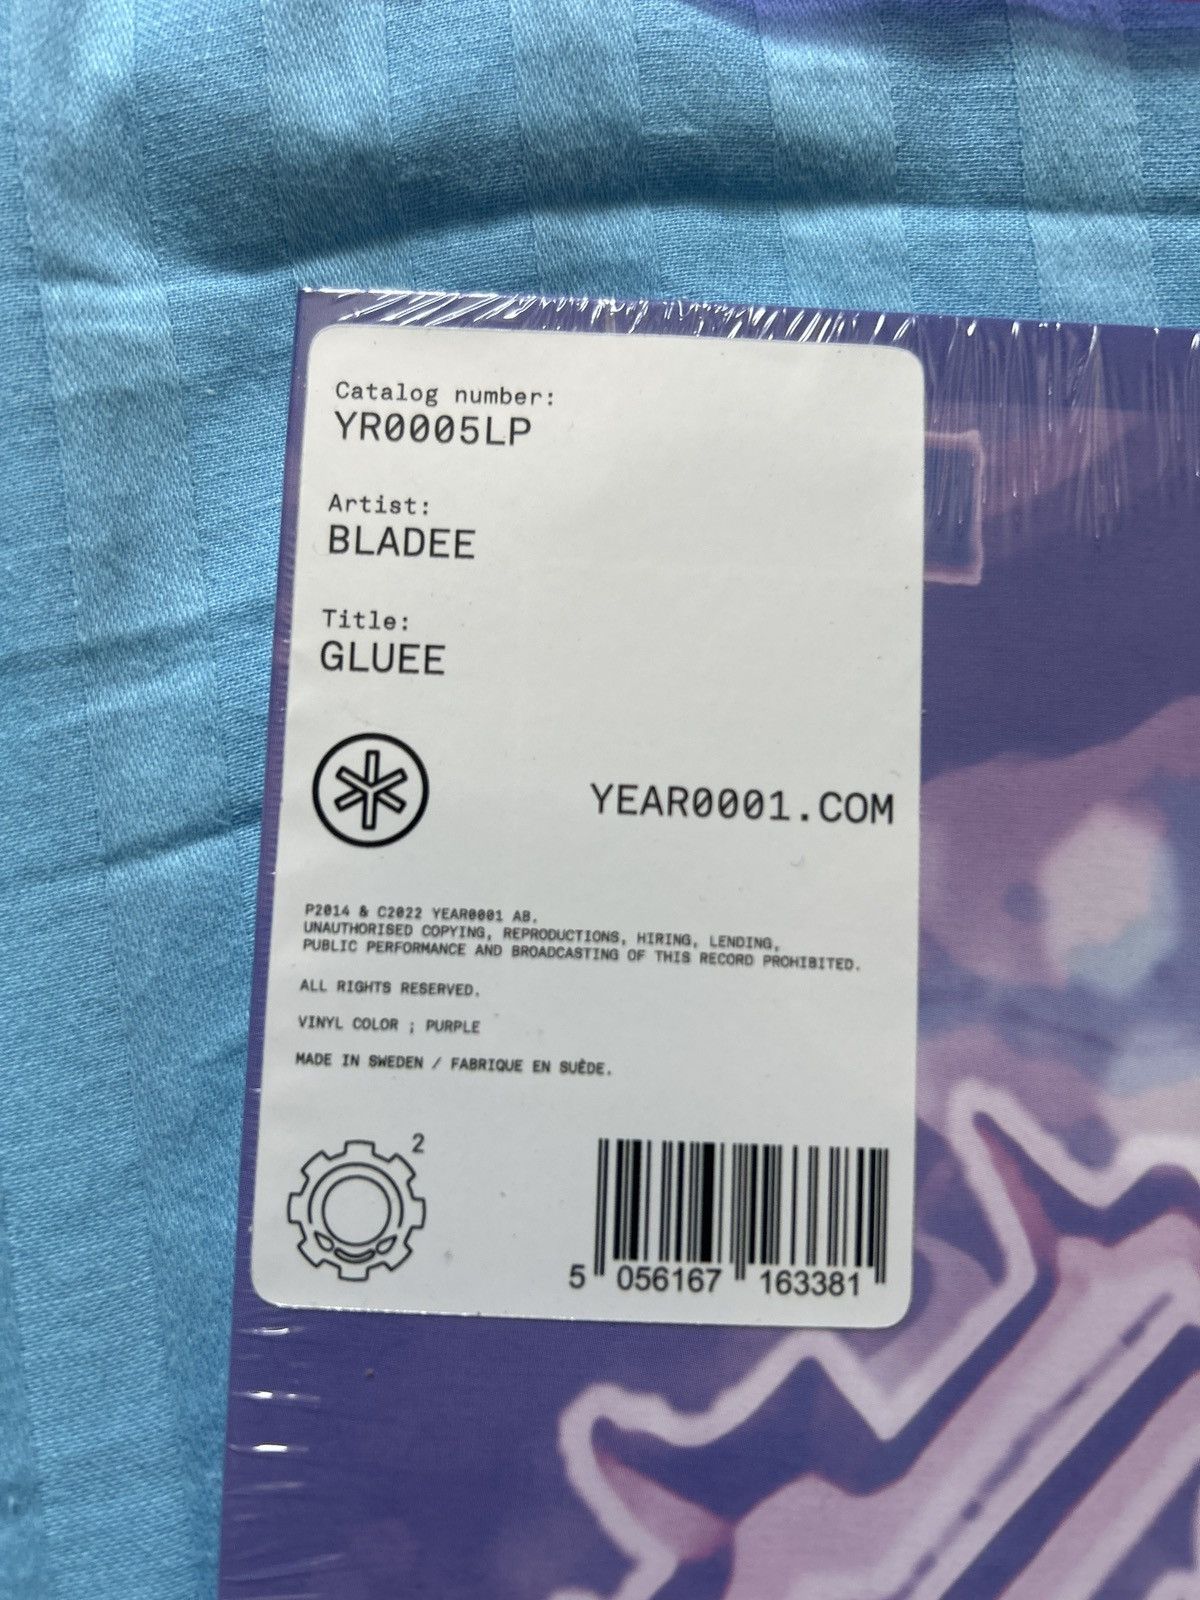 Catalog number:
YR0005LP
Artist:
BLADEE
Title:
GLUEE
YEAR0001.COM
P2014 & C2022 YEAR0001 AB.
UNAUTHORISED COPYING, REPRODUCTIONS, HIRING, LENDING,
PUBLIC PERFORMANCE AND BROADCASTING OF THIS RECORD PROHIBITED.
ALL RIGHTS RESERVED.
VINYL COLOR ; PURPLE
MADE IN SWEDEN / FABRIQUE EN SUÈDE.
2
5 056167 163381